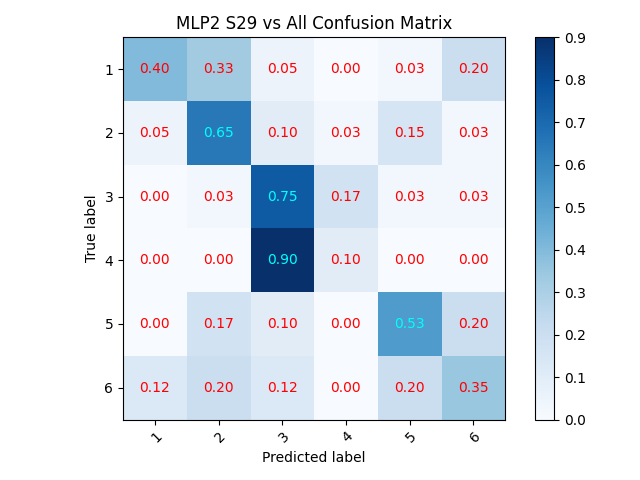 MLP2 S29 vs All Confusion Matrix
True label
1 0.40 0.33 0.05 0.00 0.03 0.20
2 0.05 0.65 0.10 0.03 0.15 0.03
3 0.00 0.03 0.75 0.17 0.03 0.03
4 0.00 0.00 0.90 0.10 0.00 0.00
5 0.00 0.17 0.10 0.00 0.53 0.20
6 0.12 0.20 0.12 0.00 0.20 0.35
1 2 3 4 5 6
Predicted label
0.9
0.8
0.7
0.6
0.5
0.4
0.3
0.2
0.1
0.0